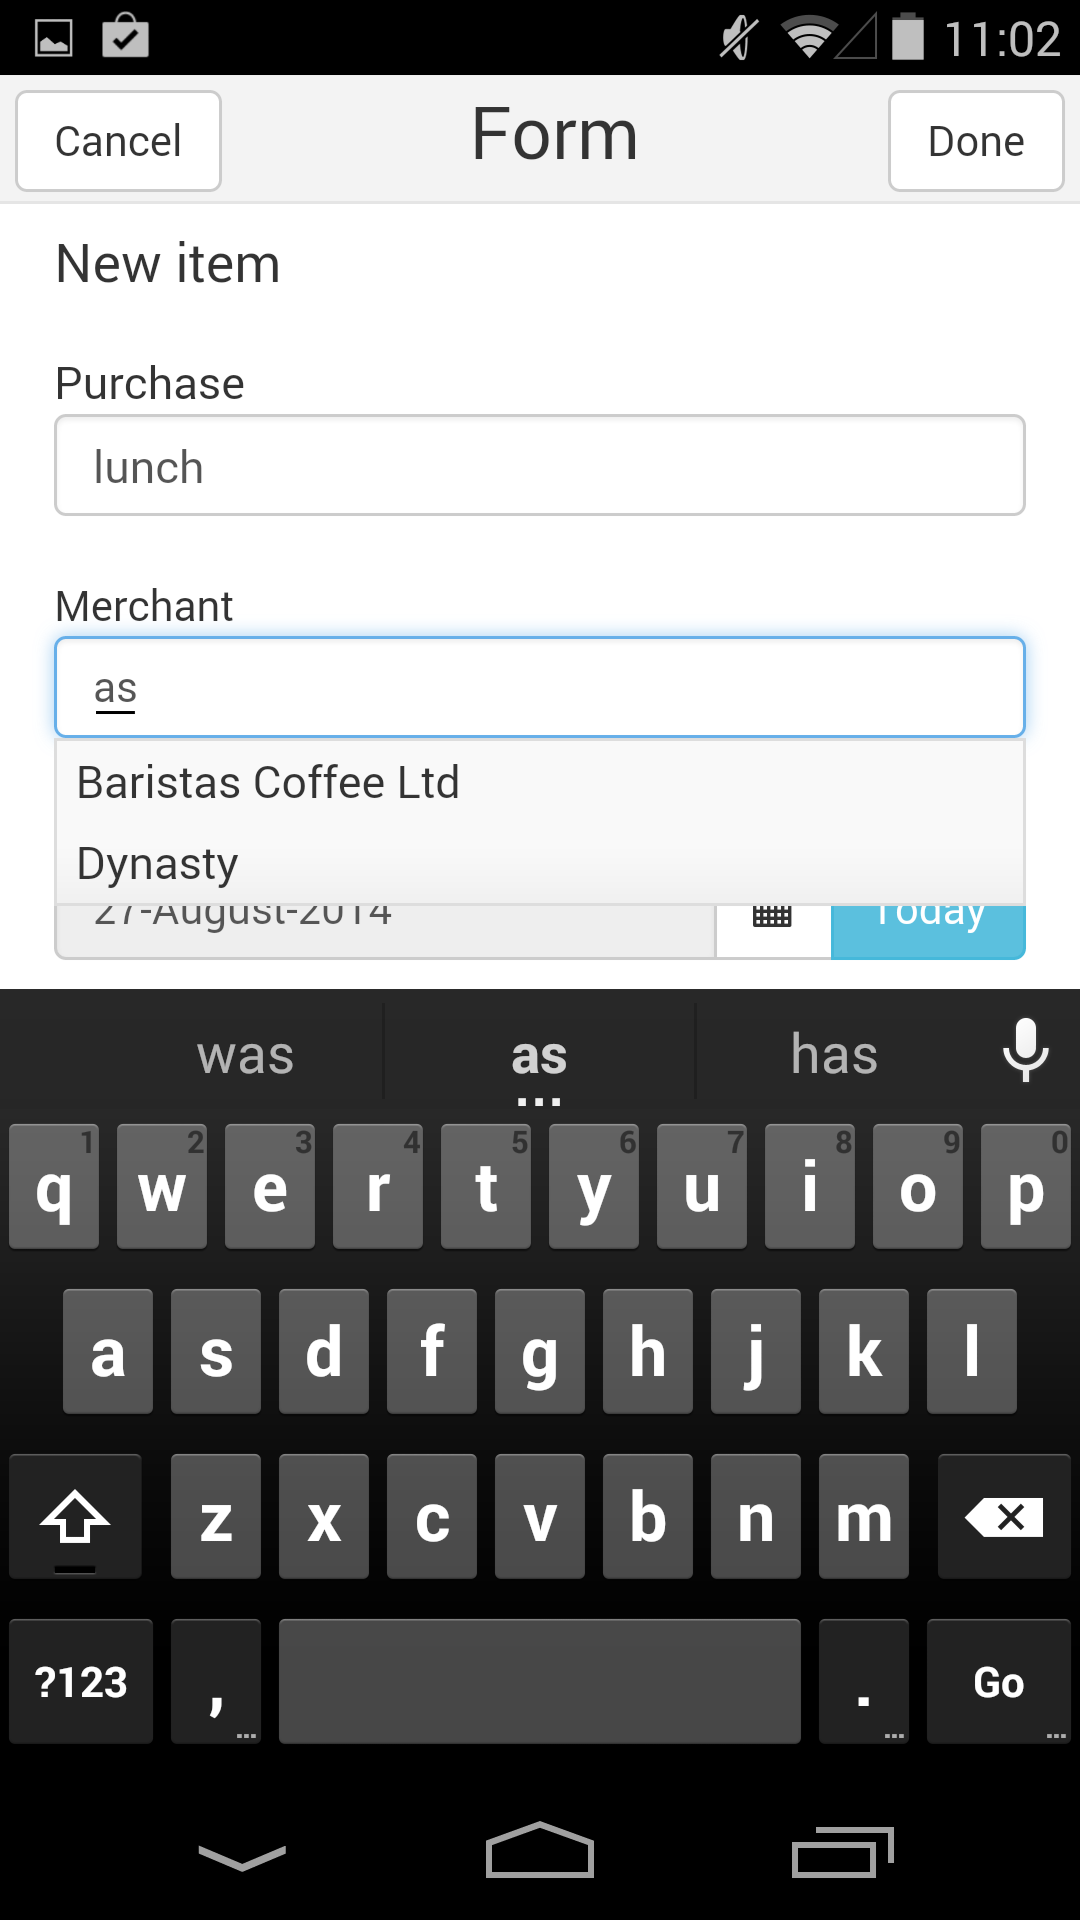 11:02
Cancel
Form
Done
New item
Purchase
lunch
Merchant
as
Baristas Coffee Ltd
Dynasty
27-August-2014
Today
was
as
has
1 2 3 4 5 6 7 8 9 0
q w e r t y u i o p
a s d f g h j k l
z x c v b n m
?123
,
.
Go